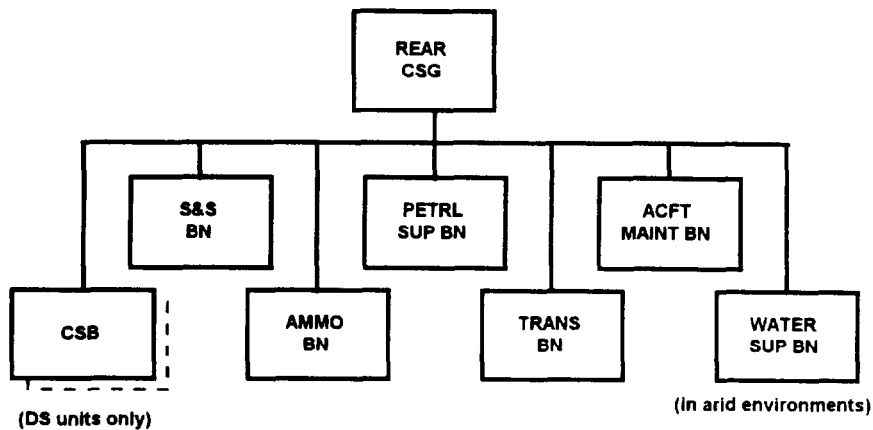 REAR
CSG
S&S
BN
PETRL
SUP BN
ACFT
MAINT BN
CSB
AMMO
BN
TRANS
BN
WATER
SUP BN
(DS units only)
(in arid environments)